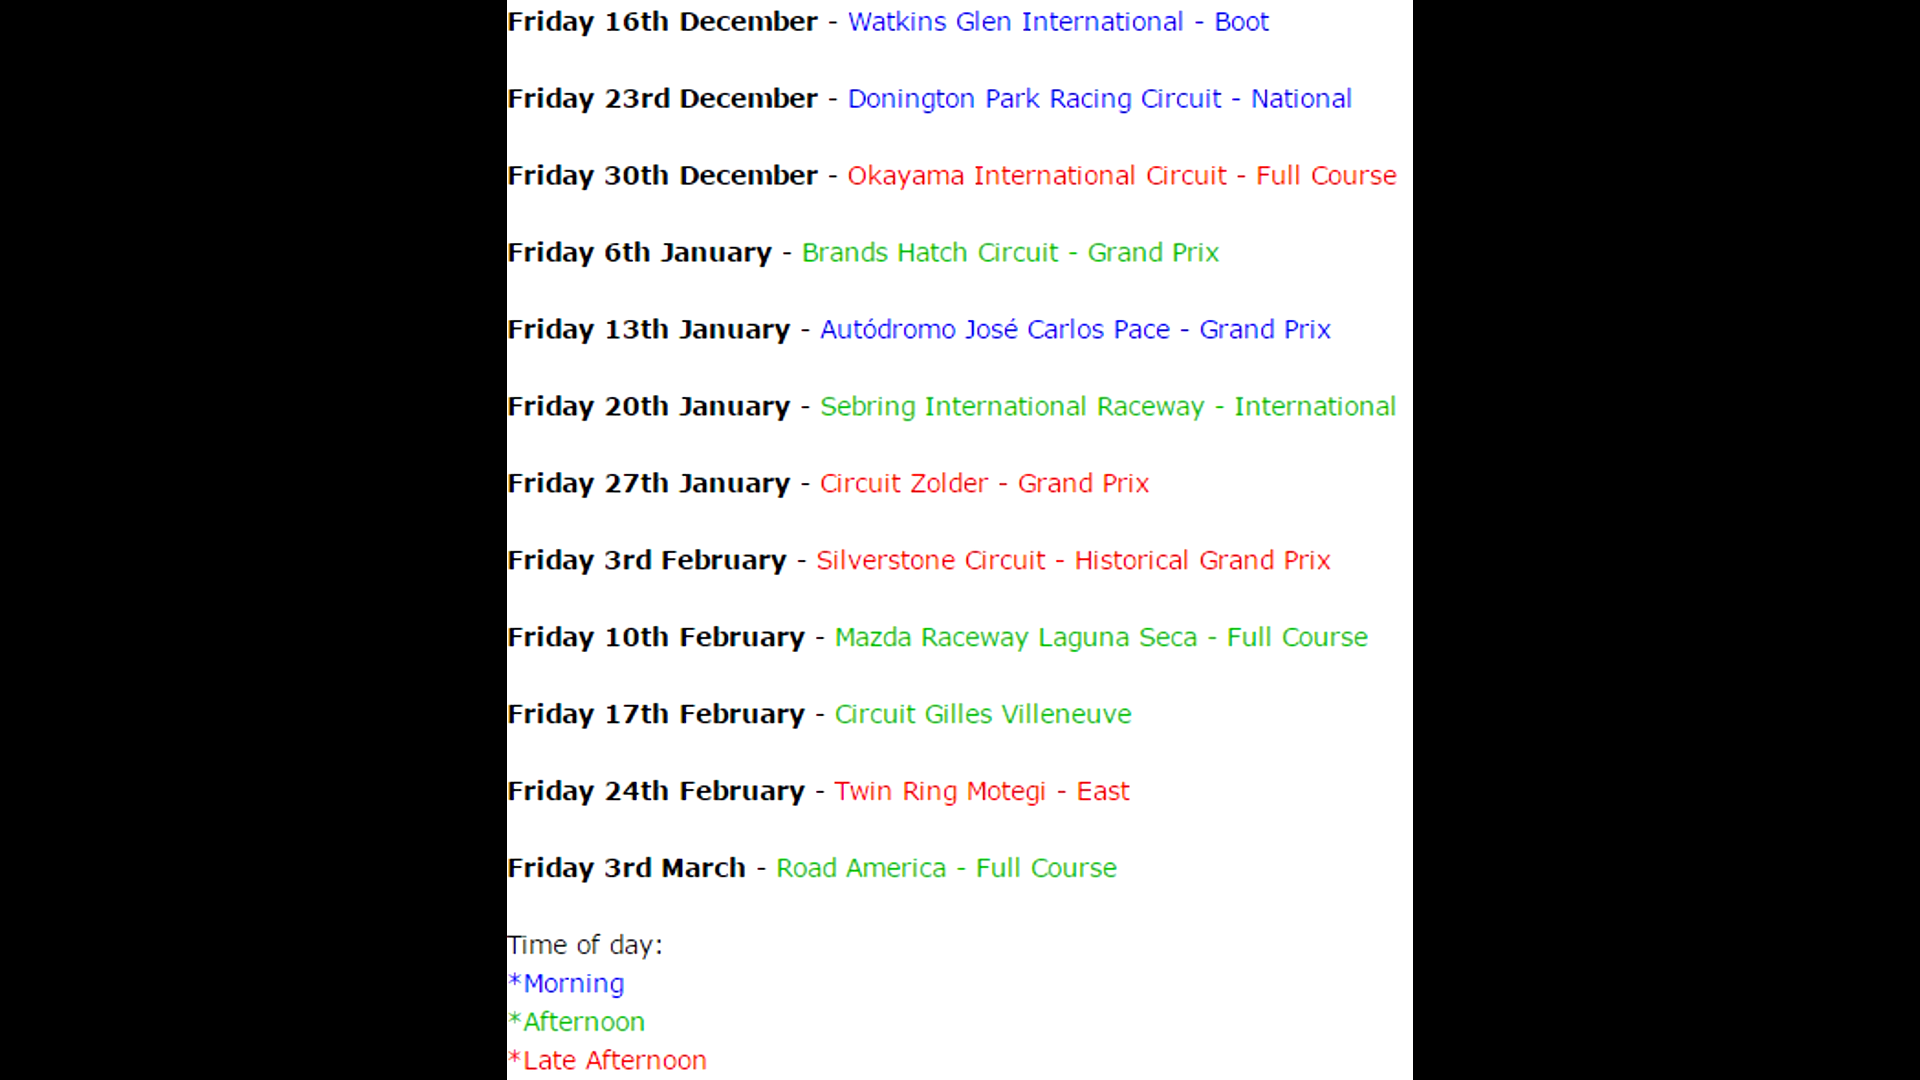 Friday 16th December - Watkins Glen International - Boot
Friday 23rd December - Donington Park Racing Circuit - National
Friday 30th December - Okayama International Circuit - Full Course
Friday 6th January - Brands Hatch Circuit - Grand Prix
Friday 13th January - Autódromo José Carlos Pace - Grand Prix
Friday 20th January - Sebring International Raceway - International
Friday 27th January - Circuit Zolder - Grand Prix
Friday 3rd February - Silverstone Circuit - Historical Grand Prix
Friday 10th February - Mazda Raceway Laguna Seca - Full Course
Friday 17th February - Circuit Gilles Villeneuve
Friday 24th February - Twin Ring Motegi - East
Friday 3rd March - Road America - Full Course
Time of day:
*Morning
*Afternoon
*Late Afternoon